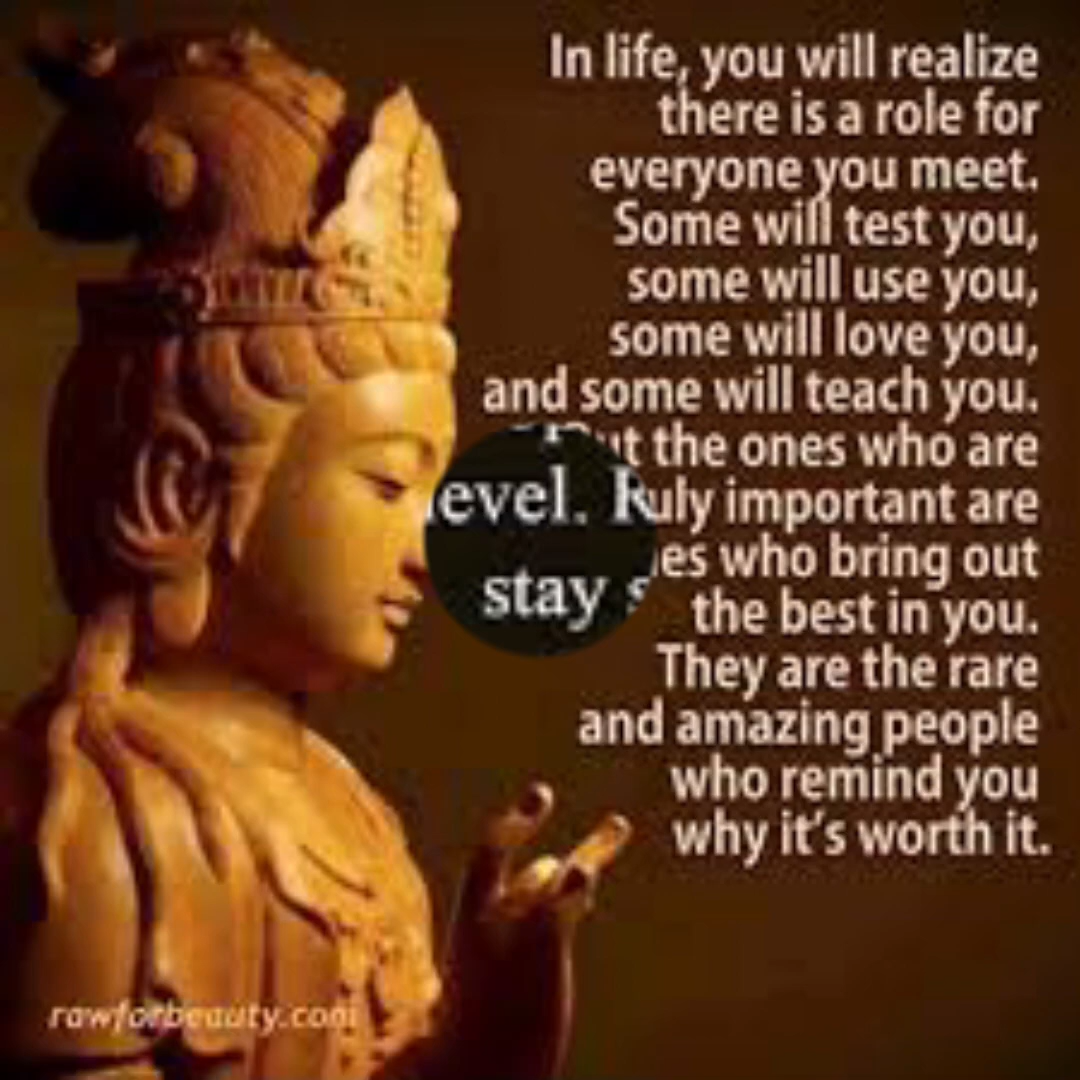 In life, you will realize
there is a role for
everyone you meet.
Some will test you,
some will use you,
some will love you,
and some will teach you.
the ones who are
important are
who bring out
the best in you.
They are the rare
and amazing people
who remind you
why it's worth it.
level.
stay
rawforbeauty.com